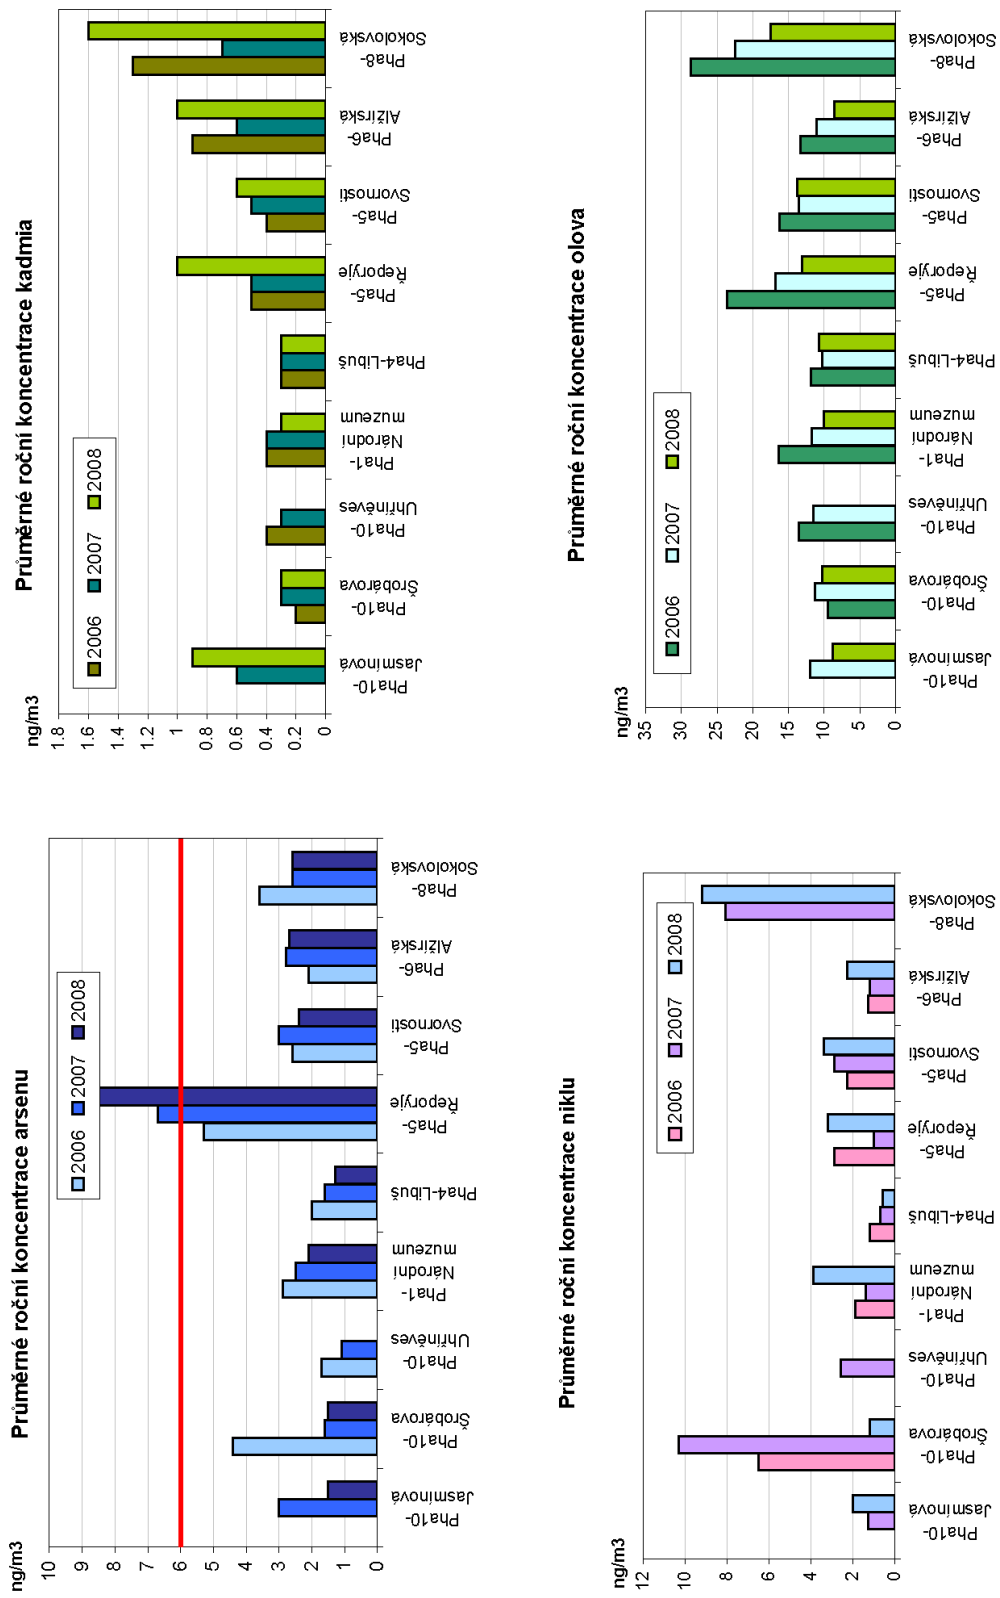 Průměrné roční koncentrace arsenu
ng/m3
2006 2007 2008
10
9
8
7
6
5
4
3
2
1
0
Pha10-
Jasmínová
Pha10-
Šrobárova
Pha10-
Uhříněves
Pha1-
Národní
muzeum
Pha4-Libuš
Pha5-
Řeporyje
Pha5-
Svornosti
Pha6-
Alžírská
Pha8-
Sokolovská
Průměrné roční koncentrace kadmia
ng/m3
2006 2007 2008
1.8
1.6
1.4
1.2
1
0.8
0.6
0.4
0.2
0
Pha10-
Jasmínová
Pha10-
Šrobárova
Pha10-
Uhříněves
Pha1-
Národní
muzeum
Pha4-Libuš
Pha5-
Řeporyje
Pha5-
Svornosti
Pha6-
Alžírská
Pha8-
Sokolovská
Průměrné roční koncentrace niklu
ng/m3
2006 2007 2008
12
10
8
6
4
2
0
Pha10-
Jasmínová
Pha10-
Šrobárova
Pha10-
Uhříněves
Pha1-
Národní
muzeum
Pha4-Libuš
Pha5-
Řeporyje
Pha5-
Svornosti
Pha6-
Alžírská
Pha8-
Sokolovská
Průměrné roční koncentrace olova
ng/m3
2006 2007 2008
35
30
25
20
15
10
5
0
Pha10-
Jasmínová
Pha10-
Šrobárova
Pha10-
Uhříněves
Pha1-
Národní
muzeum
Pha4-Libuš
Pha5-
Řeporyje
Pha5-
Svornosti
Pha6-
Alžírská
Pha8-
Sokolovská